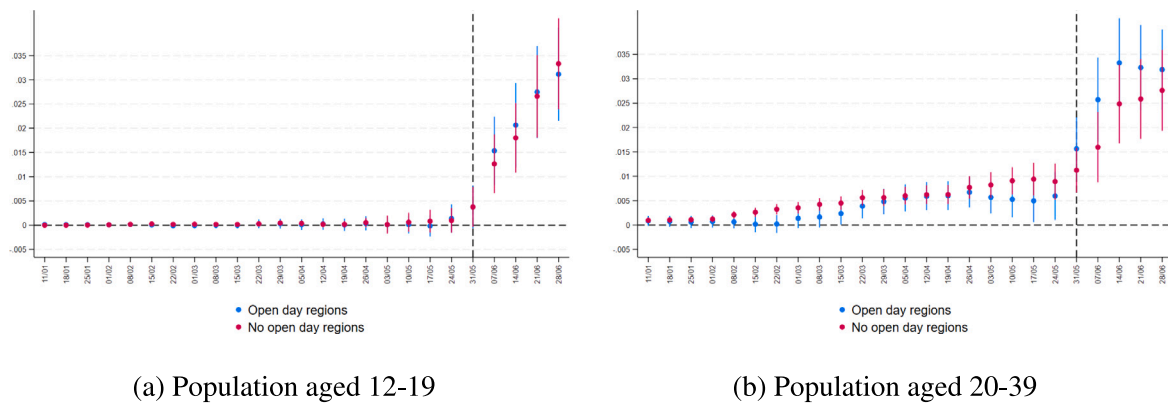 .035
.03
.025
.02
.015
.01
.005
0
-.005
11/01 18/01 25/01 01/02 08/02 15/02 22/02 01/03 08/03 15/03 22/03 29/03 05/04 12/04 19/04 26/04 03/05 10/05 17/05 24/05 31/05 07/06 14/06 21/06 28/06
Open day regions
No open day regions
(a) Population aged 12-19
.035
.03
.025
.02
.015
.01
.005
0
-.005
11/01 18/01 25/01 01/02 08/02 15/02 22/02 01/03 08/03 15/03 22/03 29/03 05/04 12/04 19/04 26/04 03/05 10/05 17/05 24/05 31/05 07/06 14/06 21/06 28/06
Open day regions
No open day regions
(b) Population aged 20-39